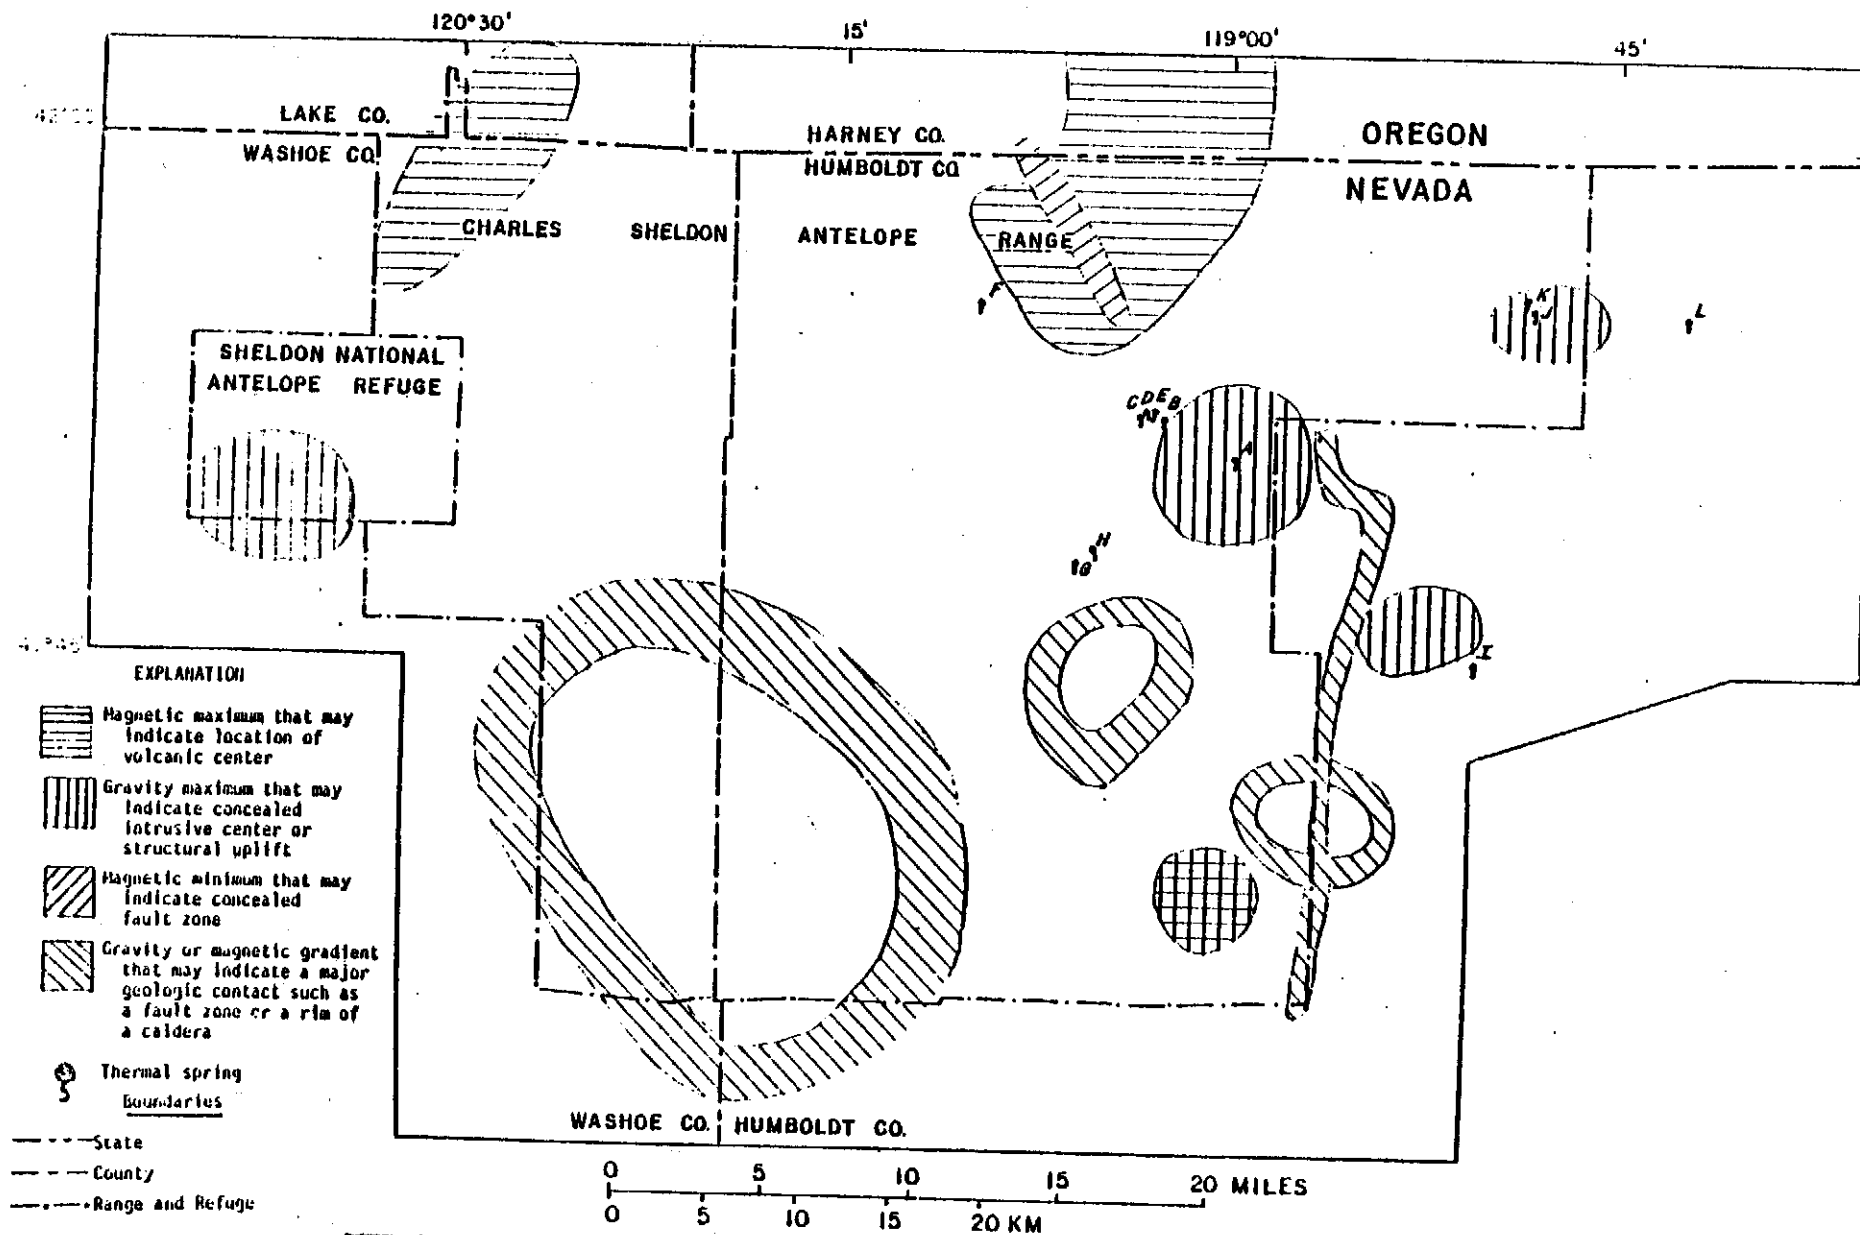 120°30'
15'
119°00'
45'
LAKE CO.
WASHOE CO.
HARNEY CO.
HUMBOLDT CO
OREGON
NEVADA
CHARLES SHELDON ANTELOPE RANGE
SHELDON NATIONAL
ANTELOPE REFUGE
F
K
J
L
C D E B
A
H
G
I
EXPLANATION
Magnetic maximum that may
indicate location of
volcanic center
Gravity maximum that may
indicate concealed
intrusive center or
structural uplift
Magnetic minimum that may
indicate concealed
fault zone
Gravity or magnetic gradient
that may indicate a major
geologic contact such as
a fault zone or a rim of
a caldera
Thermal spring
Boundaries
State
County
Range and Refuge
WASHOE CO. HUMBOLDT CO.
0 5 10 15 20 MILES
0 5 10 15 20 KM